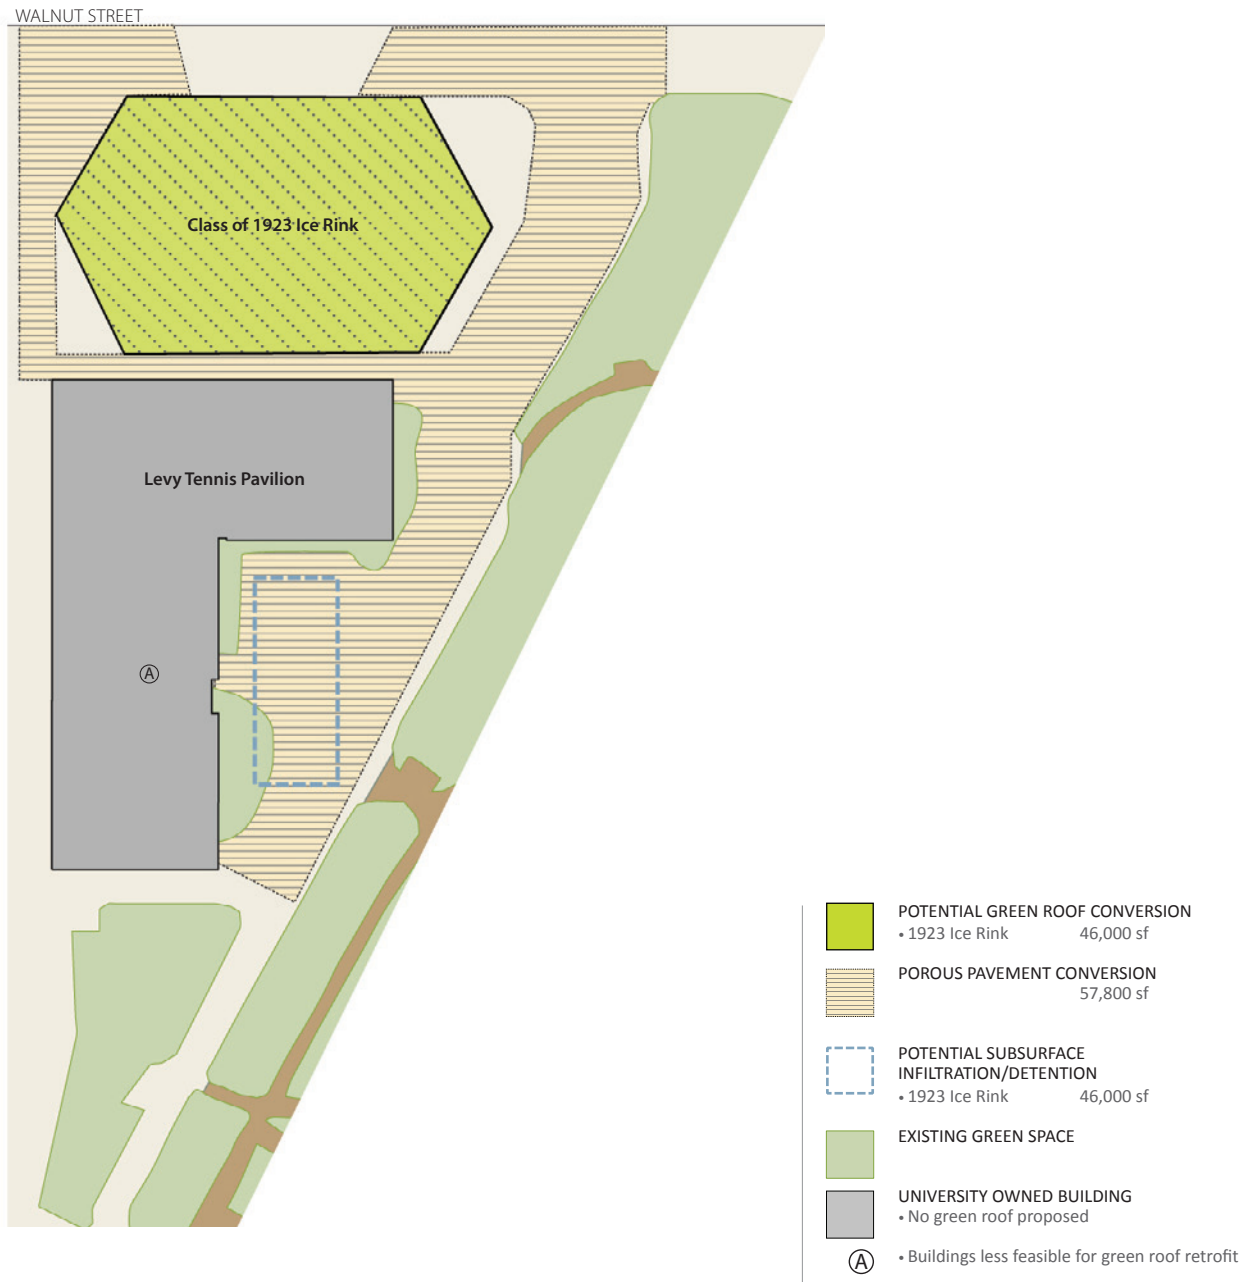 WALNUT STREET
Class of 1923 Ice Rink
Levy Tennis Pavilion
A
POTENTIAL GREEN ROOF CONVERSION
• 1923 Ice Rink 46,000 sf
POROUS PAVEMENT CONVERSION
57,800 sf
POTENTIAL SUBSURFACE
INFILTRATION/DETENTION
• 1923 Ice Rink 46,000 sf
EXISTING GREEN SPACE
UNIVERSITY OWNED BUILDING
• No green roof proposed
A • Buildings less feasible for green roof retrofit